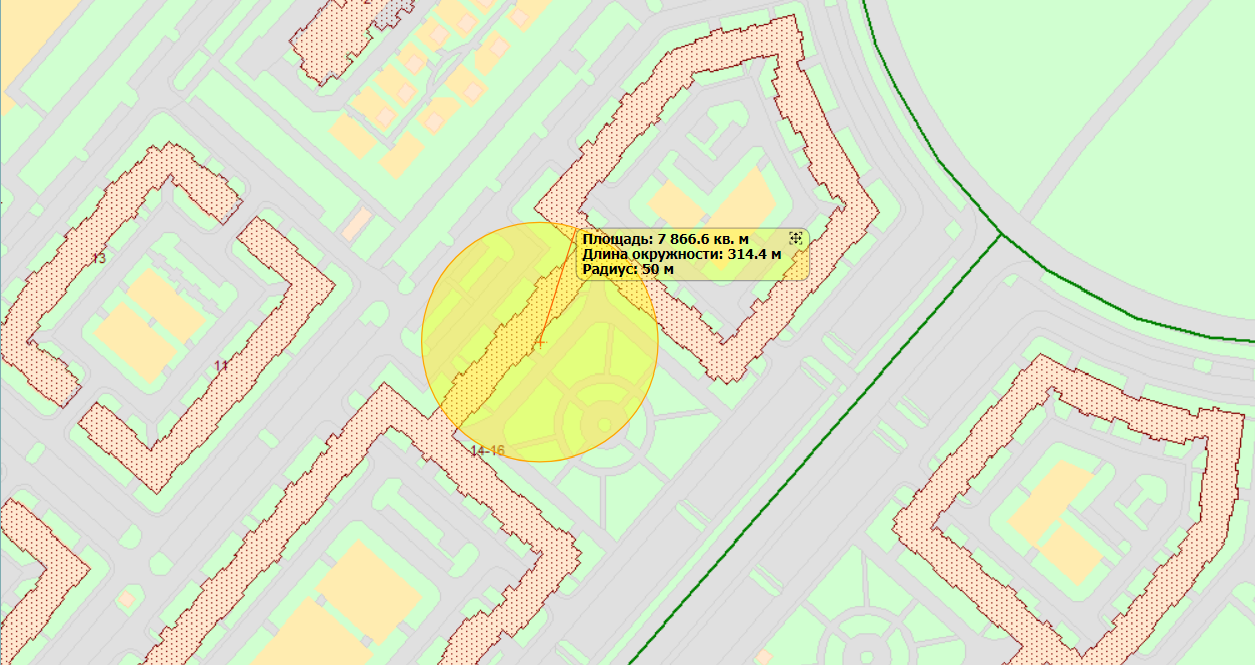 Площадь: 7 866.6 кв. м
Длина окружности: 314.4 м
Радиус: 50 м
13
11
14-16